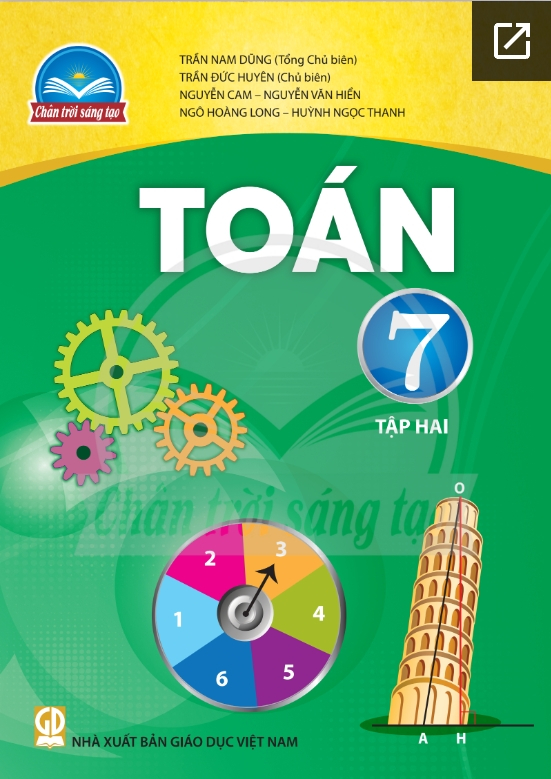 TRẦN NAM DŨNG (Tổng Chủ biên)
TRẦN ĐỨC HUYÊN (Chủ biên)
NGUYỄN CAM – NGUYỄN VĂN HIỂN
NGÔ HOÀNG LONG – HUỲNH NGỌC THANH
Chân trời sáng tạo
TOÁN
7
TẬP HAI
Chân trời sáng tạo
O
2
3
1
4
6
5
A
H
GD
NHÀ XUẤT BẢN GIÁO DỤC VIỆT NAM